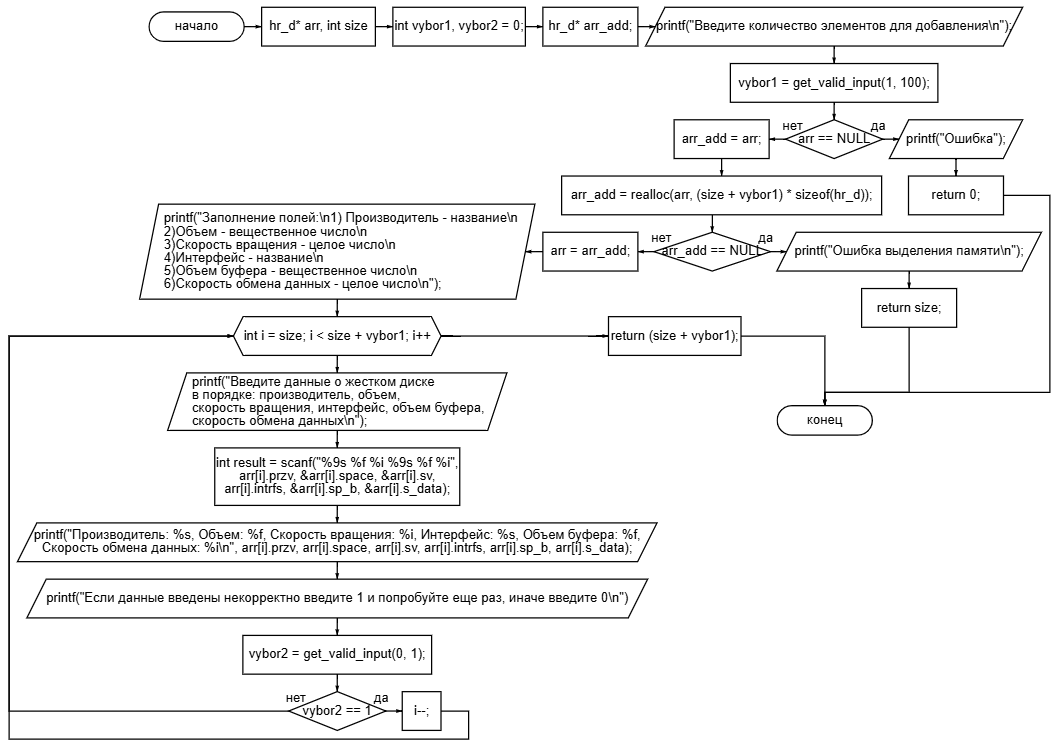 начало
hr_d* arr, int size
int vybor1, vybor2 = 0;
hr_d* arr_add;
printf("Введите количество элементов для добавления\n");
vybor1 = get_valid_input(1, 100);
нет
да
arr == NULL
arr_add = arr;
printf("Ошибка");
return 0;
arr_add = realloc(arr, (size + vybor1) * sizeof(hr_d));
нет
да
arr_add == NULL
arr = arr_add;
printf("Ошибка выделения памяти\n");
return size;
printf("Заполнение полей:\n1) Производитель - название\n
2)Объем - вещественное число\n
3)Скорость вращения - целое число\n
4)Интерфейс - название\n
5)Объем буфера - вещественное число\n
6)Скорость обмена данных - целое число\n");
int i = size; i < size + vybor1; i++
return (size + vybor1);
конец
printf("Введите данные о жестком диске
в порядке: производитель, объем,
скорость вращения, интерфейс, объем буфера,
скорость обмена данных\n");
int result = scanf("%9s %f %i %9s %f %i",
arr[i].przv, &arr[i].space, &arr[i].sv,
arr[i].intrfs, &arr[i].sp_b, &arr[i].s_data);
printf("Производитель: %s, Объем: %f, Скорость вращения: %i, Интерфейс: %s, Объем буфера: %f,
Скорость обмена данных: %i\n", arr[i].przv, arr[i].space, arr[i].sv, arr[i].intrfs, arr[i].sp_b, arr[i].s_data);
printf("Если данные введены некорректно введите 1 и попробуйте еще раз, иначе введите 0\n")
vybor2 = get_valid_input(0, 1);
нет
да
vybor2 == 1
i--;